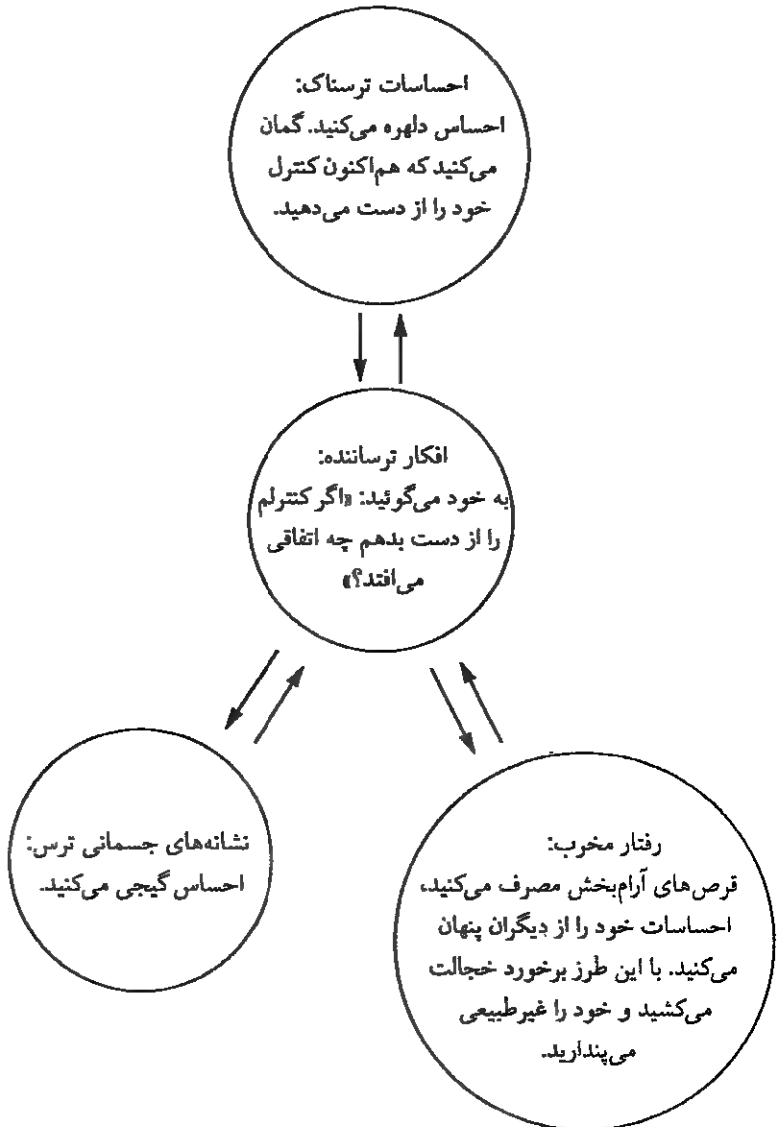 احساسات ترسناک:
احساس دلهره می‌کنید. گمان
می‌کنید که هم‌اکنون کنترل
خود را از دست می‌دهید.
افکار ترساننده:
به خود می‌گوئید: «اگر کنترلم
را از دست بدهم چه اتفاقی
می‌افتد؟»
نشانه‌های جسمانی ترس:
احساس گیجی می‌کنید.
رفتار مخرب:
قرص‌های آرام‌بخش مصرف می‌کنید،
احساسات خود را از دیگران پنهان
می‌کنید. با این طرز برخورد خجالت
می‌کشید و خود را غیرطبیعی
می‌پندارید.